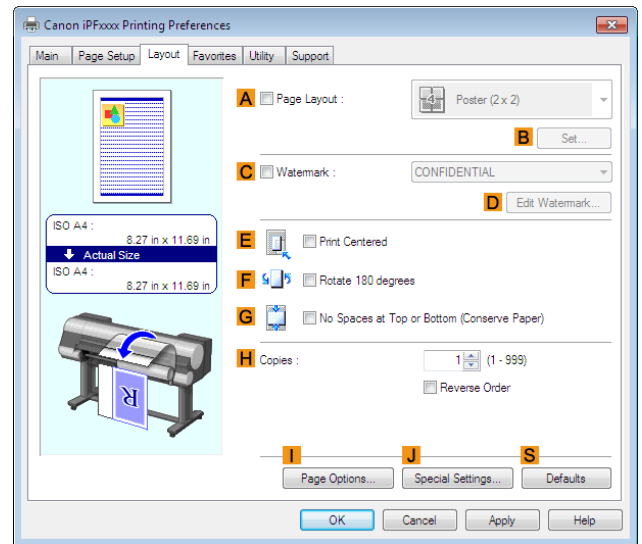 Canon iPFxxxx Printing Preferences
Main Page Setup Layout Favorites Utility Support
A Page Layout : 4 Poster (2 x 2)
B Set...
C Watermark : CONFIDENTIAL
D Edit Watermark...
ISO A4 :
8.27 in x 11.69 in
Actual Size
ISO A4 :
8.27 in x 11.69 in
E Print Centered
F Rotate 180 degrees
G No Spaces at Top or Bottom (Conserve Paper)
H Copies : 1 (1 - 999)
Reverse Order
R
I J S
Page Options... Special Settings... Defaults
OK Cancel Apply Help